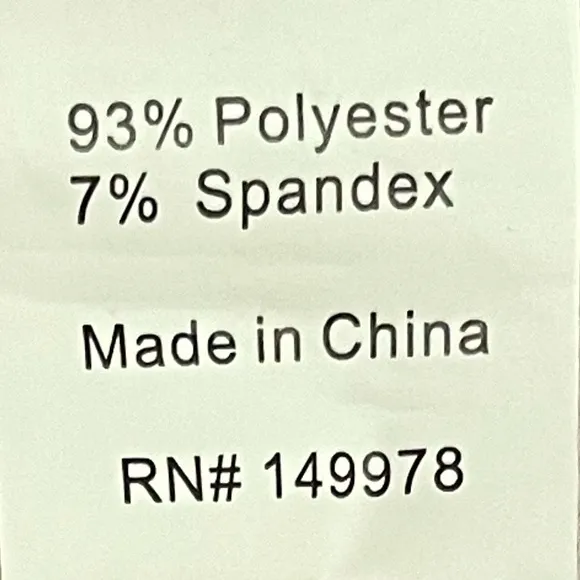 93% Polyester
7% Spandex
Made in China
RN# 149978